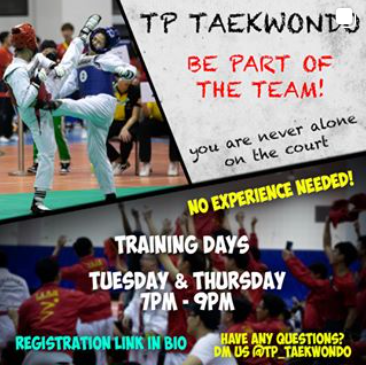 TP TAEKWONDO
BE PART OF
THE TEAM!
you are never alone
on the court
NO EXPERIENCE NEEDED!
TRAINING DAYS
TUESDAY & THURSDAY
7PM - 9PM
REGISTRATION LINK IN BIO
HAVE ANY QUESTIONS?
DM US @TP_TAEKWONDO